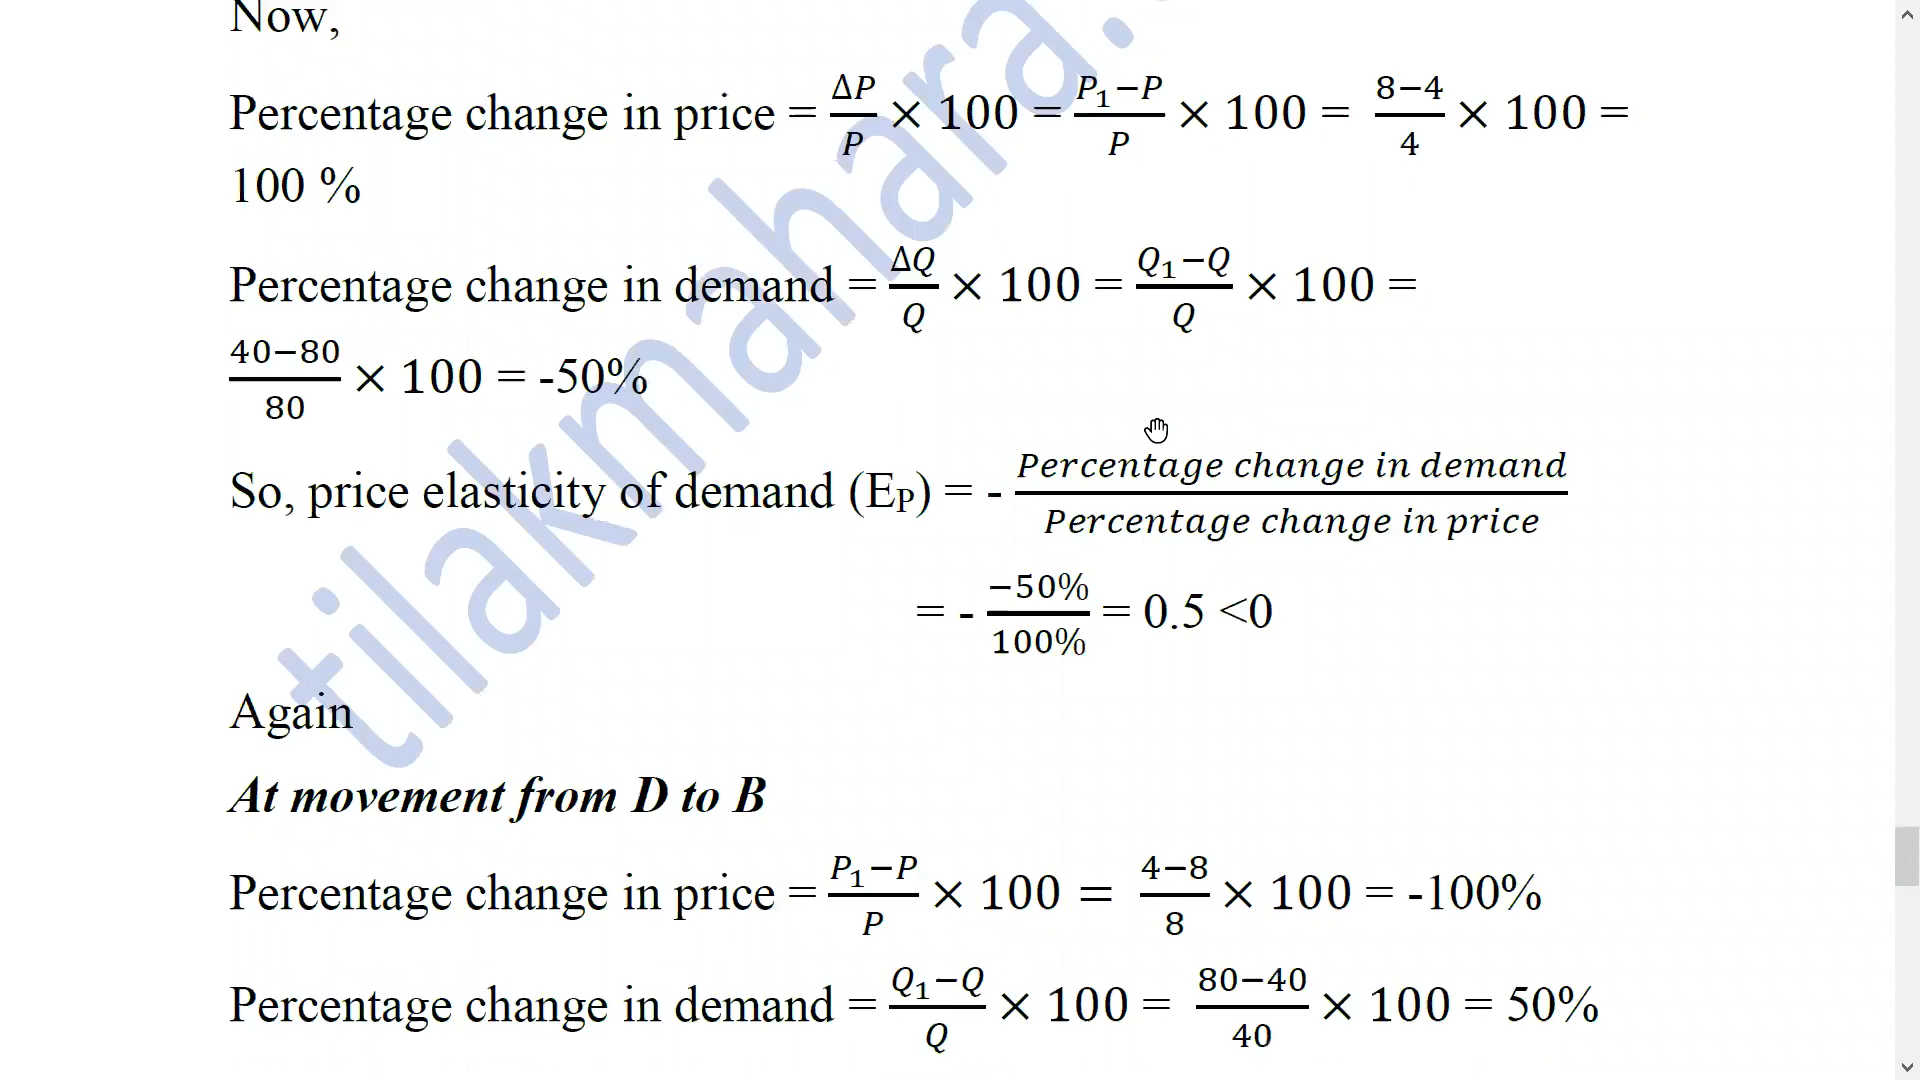 Now,
Percentage change in price = ΔP/P × 100 = P₁−P/P × 100 = 8−4/4 × 100 =
100 %
Percentage change in demand = ΔQ/Q × 100 = Q₁−Q/Q × 100 =
40−80/80 × 100 = -50%
So, price elasticity of demand (E_P) = - Percentage change in demand/Percentage change in price
= - −50%/100% = 0.5 <0
Again
At movement from D to B
Percentage change in price = P₁−P/P × 100 = 4−8/8 × 100 = -100%
Percentage change in demand = Q₁−Q/Q × 100 = 80−40/40 × 100 = 50%
tilakmahara.